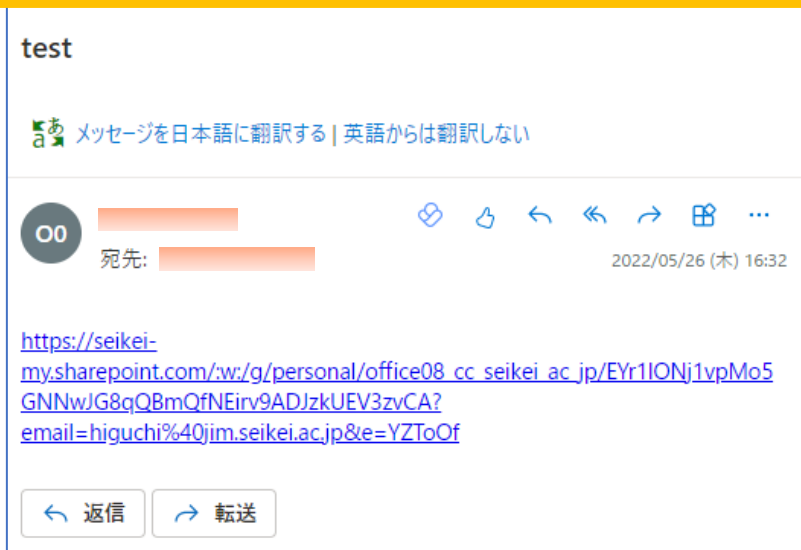 test
メッセージを日本語に翻訳する | 英語からは翻訳しない
O0
宛先:
2022/05/26 (木) 16:32
https://seikei-
my.sharepoint.com/:w:/g/personal/office08_cc_seikei_ac_jp/EYr1IONj1vpMo5
GNNwJG8qQBmQfNEirv9ADJzkUEV3zvCA?
email=higuchi%40jim.seikei.ac.jp&e=YZToOf
返信
転送